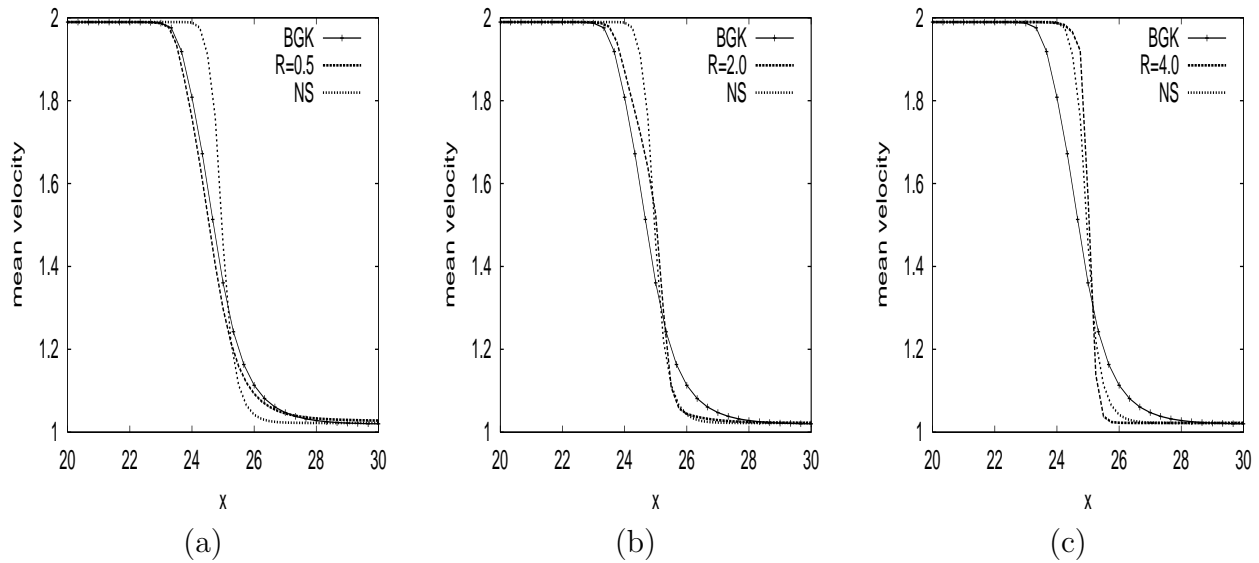 2
1.8
1.6
1.4
1.2
1
mean velocity
BGK
R=0.5
NS
20 22 24 26 28 30
x
(a)
2
1.8
1.6
1.4
1.2
1
mean velocity
BGK
R=2.0
NS
20 22 24 26 28 30
x
(b)
2
1.8
1.6
1.4
1.2
1
mean velocity
BGK
R=4.0
NS
20 22 24 26 28 30
x
(c)